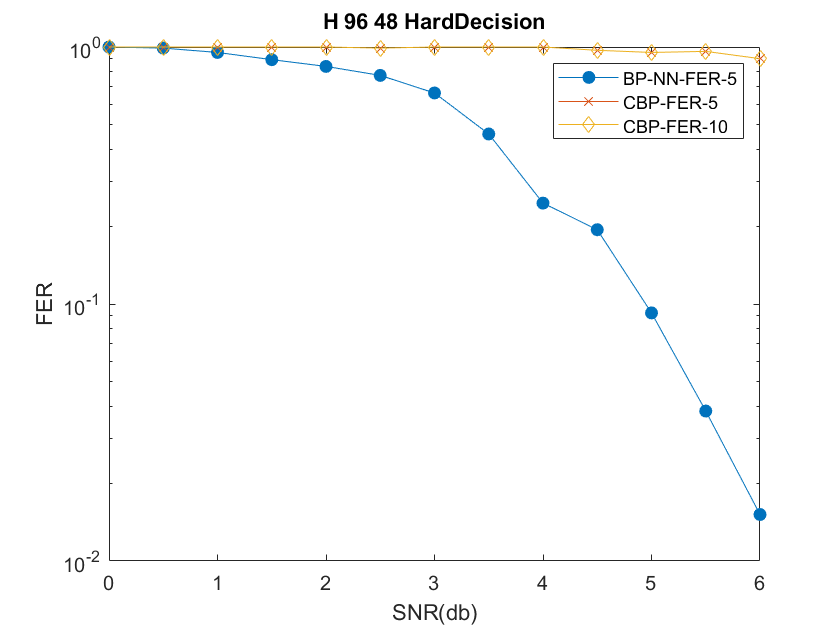 H 96 48 HardDecision
10^0
BP-NN-FER-5
CBP-FER-5
CBP-FER-10
FER
10^-1
10^-2
0 1 2 3 4 5 6
SNR(db)